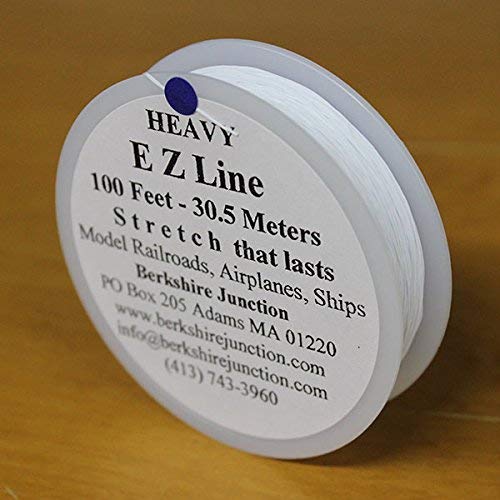 HEAVY
E Z Line
100 Feet - 30.5 Meters
Stretch that lasts
Model Railroads, Airplanes, Ships
Berkshire Junction
PO Box 205 Adams MA 01220
www.berkshirejunction.com
info@berkshirejunction.com
(413) 743-3960